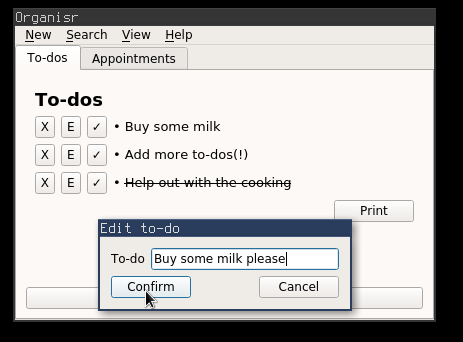 Organisr
New Search View Help
To-dos Appointments
To-dos
X E ✓ • Buy some milk
X E ✓ • Add more to-dos(!)
X E ✓ • Help out with the cooking
Print
Edit to-do
To-do Buy some milk please
Confirm Cancel